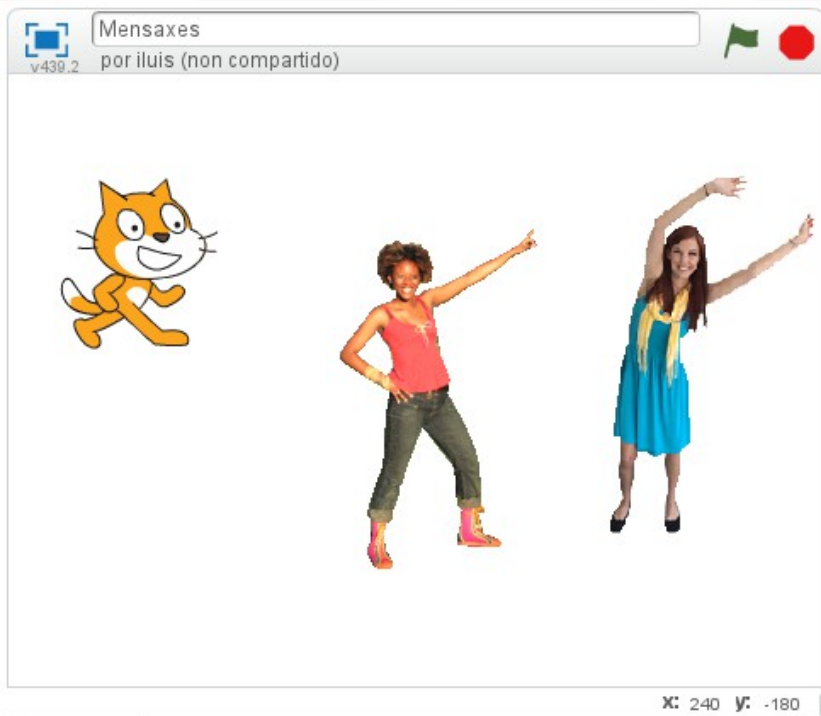 Mensaxes
v439.2
por iluis (non compartido)
X: 240 y: -180